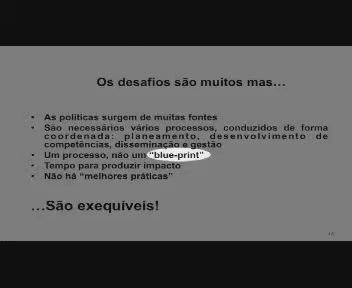 Os desafios são muitos mas...
• As políticas surgem de muitas fontes
• São necessários vários processos, conduzidos de forma
coordenada: planeamento, desenvolvimento de
competências, disseminação e gestão
• Um processo, não um "blue-print"
• Tempo para produzir impacto
• Não há “melhores práticas”
...São exequíveis!